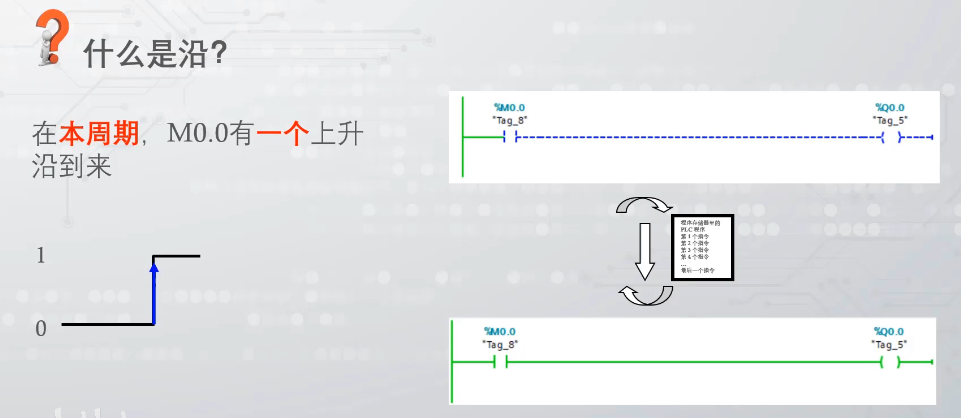 什么是沿?
在本周期，M0.0有一个上升
沿到来
1
0
%M0.0
"Tag_8"
%Q0.0
"Tag_5"
程序存储器里的
PLC 程序
第 1 个指令
第 2 个指令
第 3 个指令
第 4 个指令
...
最后一个指令
%M0.0
"Tag_8"
%Q0.0
"Tag_5"